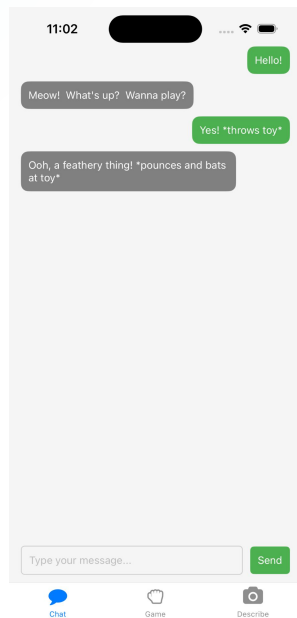 11:02
Hello!
Meow!  What's up?  Wanna play?
Yes! *throws toy*
Ooh, a feathery thing! *pounces and bats
at toy*
Type your message...
Send
Chat
Game
Describe